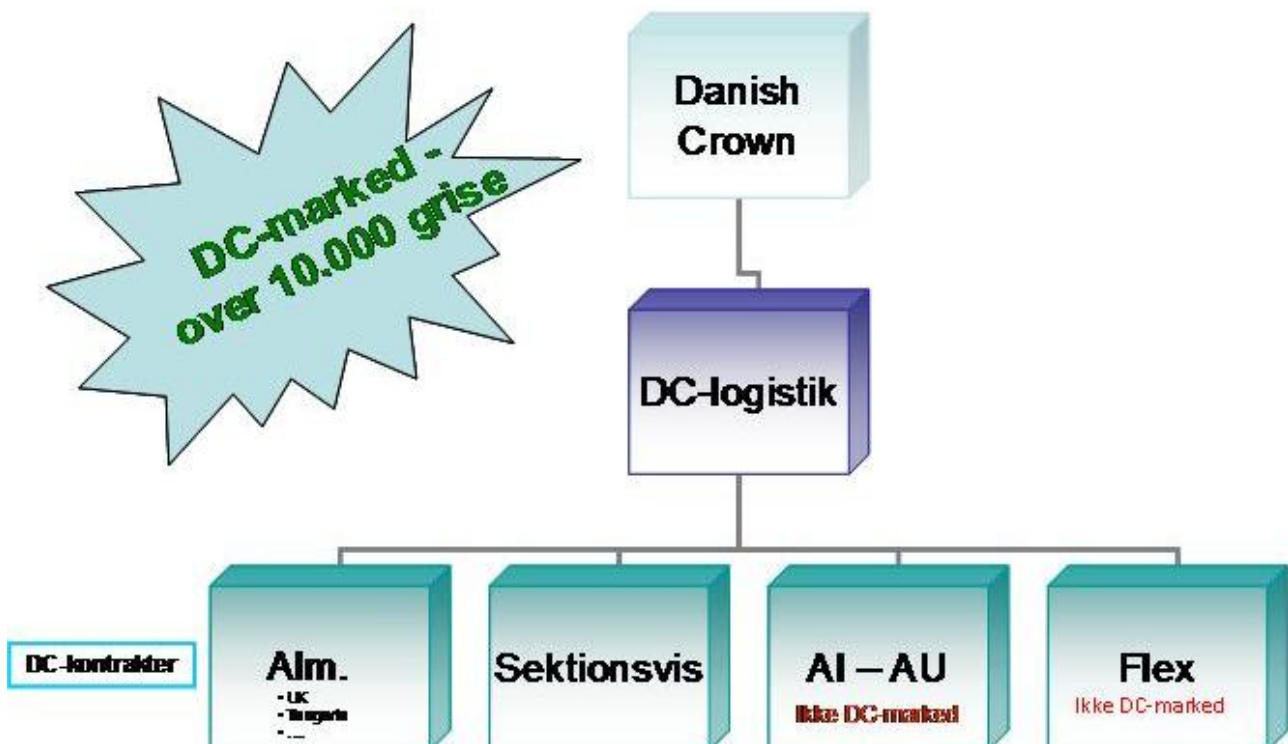 DC-marked -
over 10.000 grise
Danish
Crown
DC-logistik
DC-kontrakter
Alm.
- UK
Sektionsvis
AI – AU
Ikke DC-marked
Flex
Ikke DC-marked